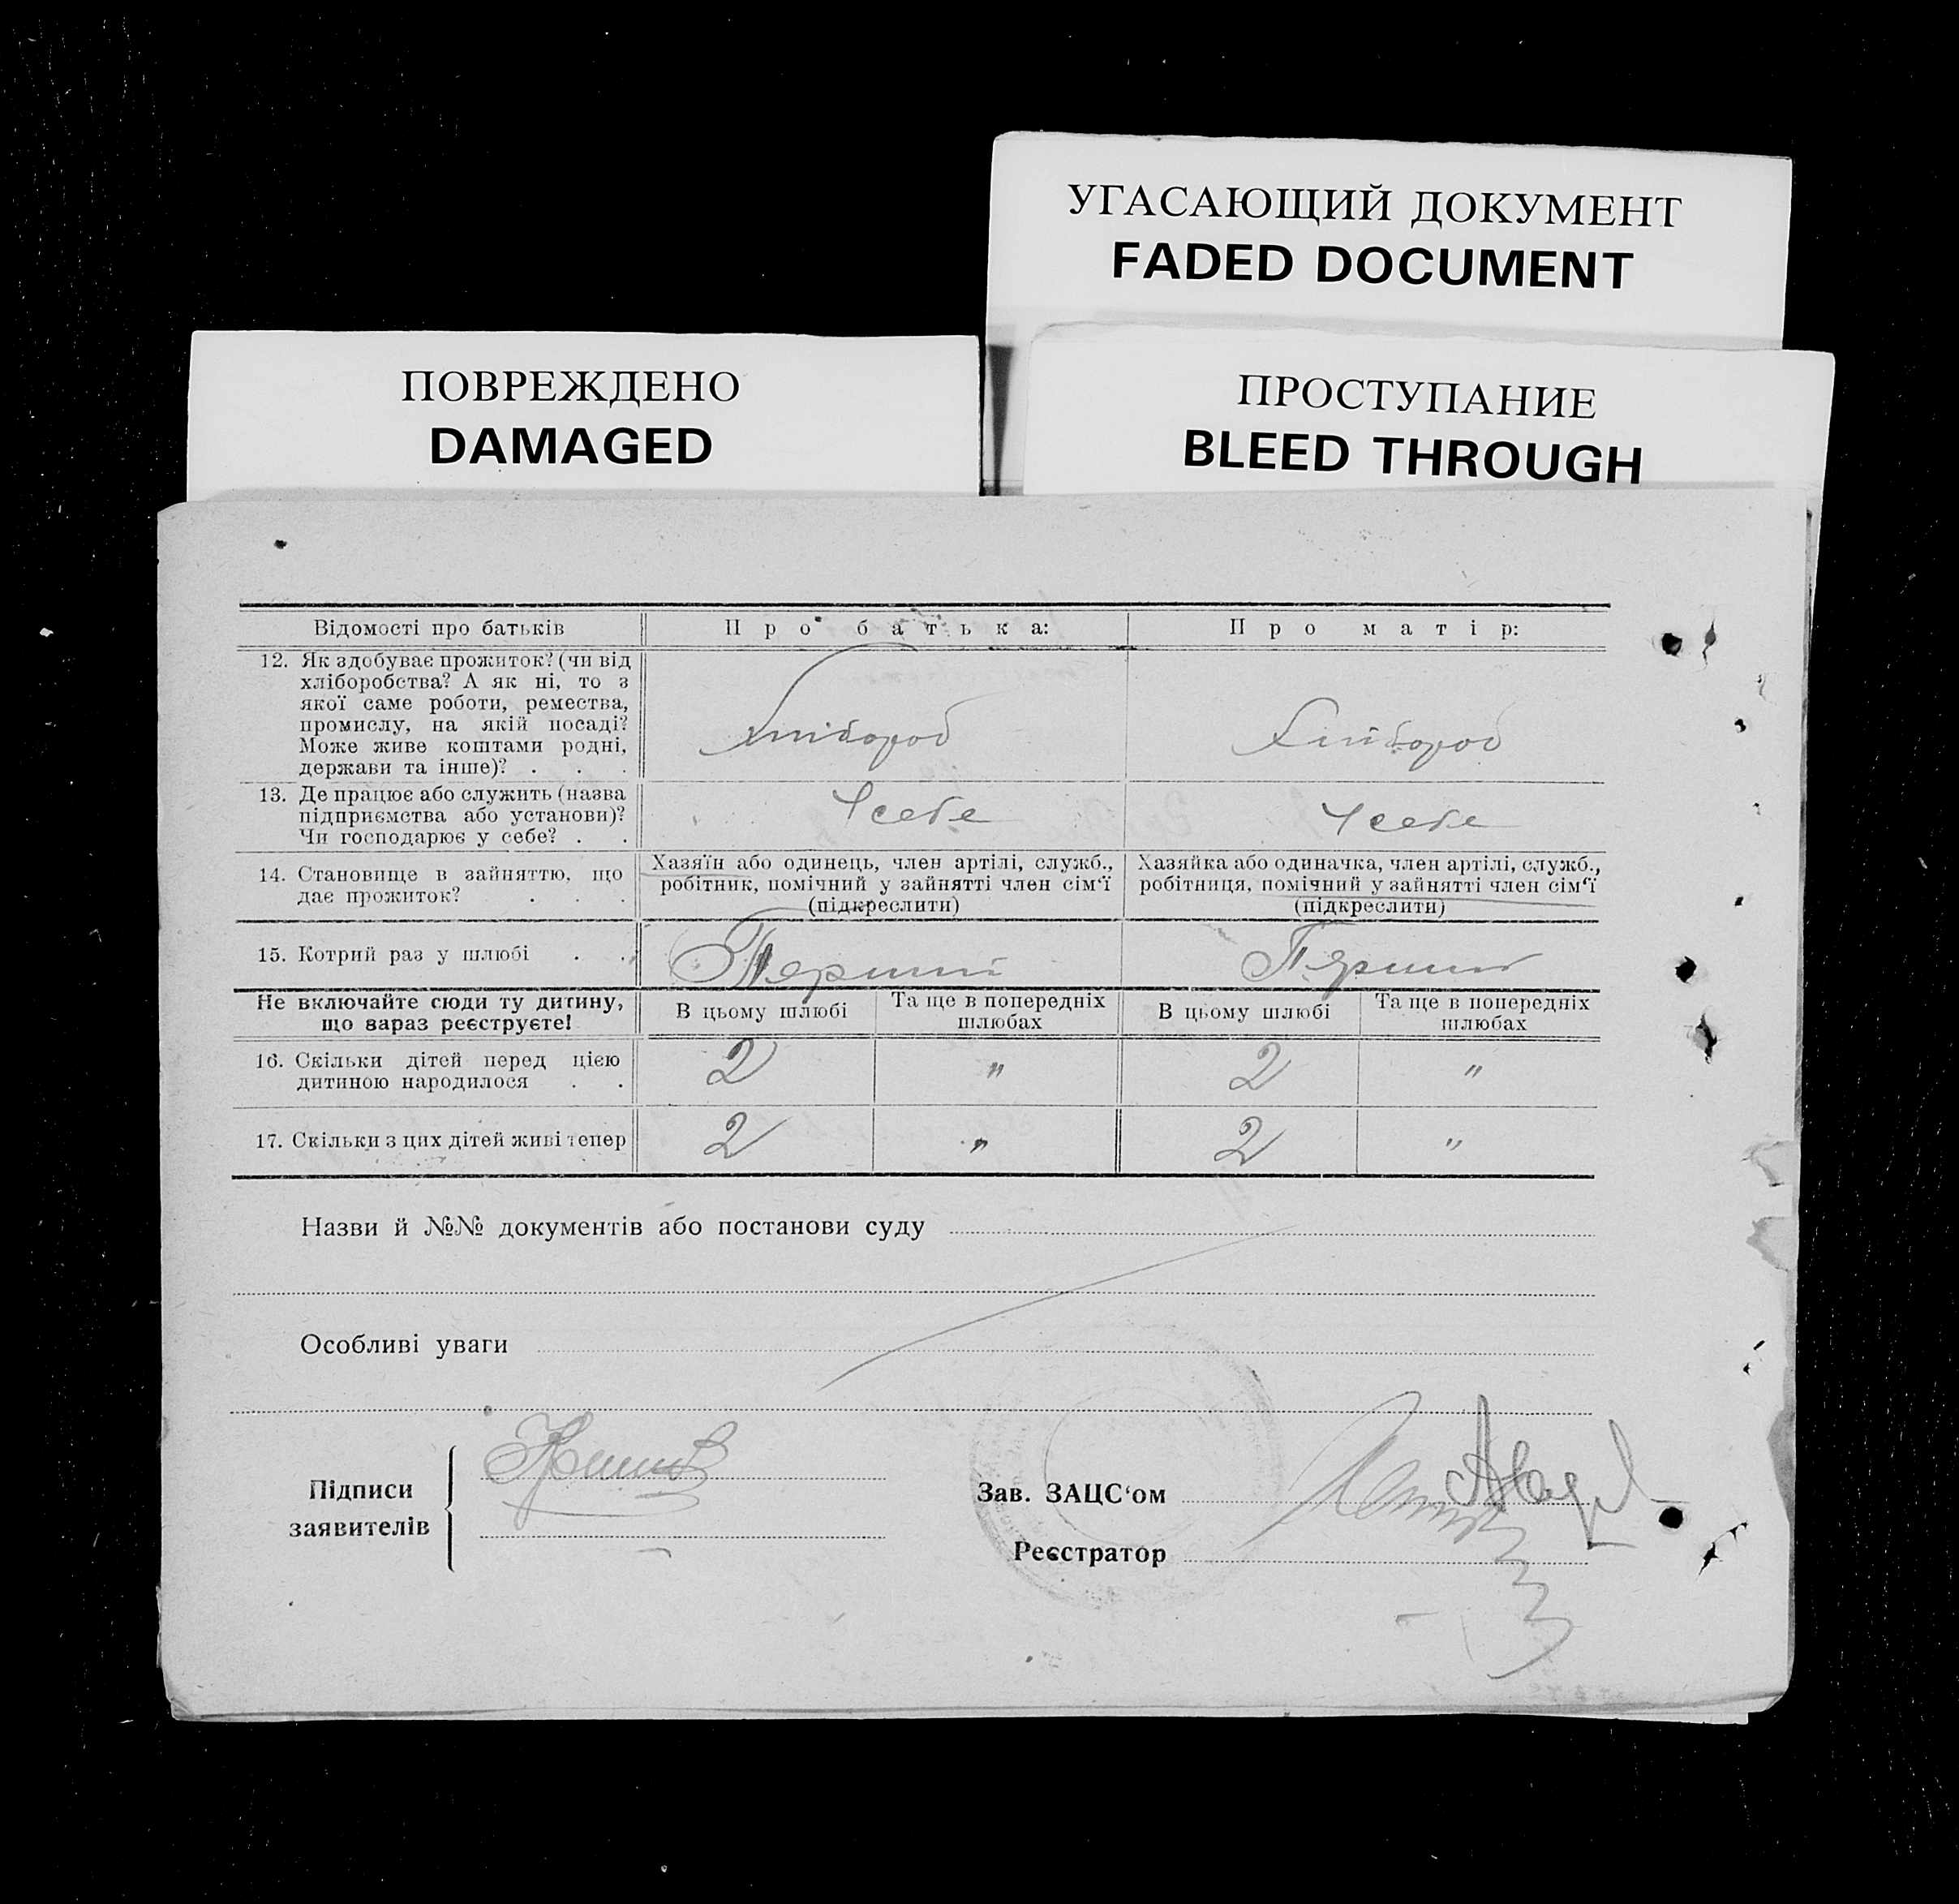 УГАСАЮЩИЙ ДОКУМЕНТ
FADED DOCUMENT
ПОВРЕЖДЕНО
DAMAGED
ПРОСТУПАНИЕ
BLEED THROUGH
Відомості про батьків
Про батька:
Про матір:
12. Як здобуває прожиток? (чи від
хліборобства? А як ні, то з
якої саме роботи, ремества,
промислу, на якій посаді?
Може живе коштами родні,
держави та інше)? . . .
Хлібороб
Хлібороб
13. Де працює або служить (назва
підприємства або установи)?
Чи господарює у себе? . .
У себе
У себе
14. Становище в зайняттю, що
дає прожиток? . . .
Хазяїн або одинець, член артілі, служб.,
робітник, помічний у зайнятті член сім‘ї
(підкреслити)
Хазяйка або одиначка, член артілі, служб.,
робітниця, помічний у зайнятті член сім‘ї
(підкреслити)
15. Котрий раз у шлюбі . .
Перший
Перший
Не включайте сюди ту дитину,
що зараз реєструєте!
В цьому шлюбі
Та ще в попередніх
шлюбах
В цьому шлюбі
Та ще в попередніх
шлюбах
16. Скільки дітей перед цією
дитиною народилося . .
2
"
2
"
17. Скільки з цих дітей живі тепер
2
"
2
"
Назви й №№ документів або постанови суду
Особливі уваги
Підписи
заявителів
Зав. ЗАЦС‘ом
Реєстратор